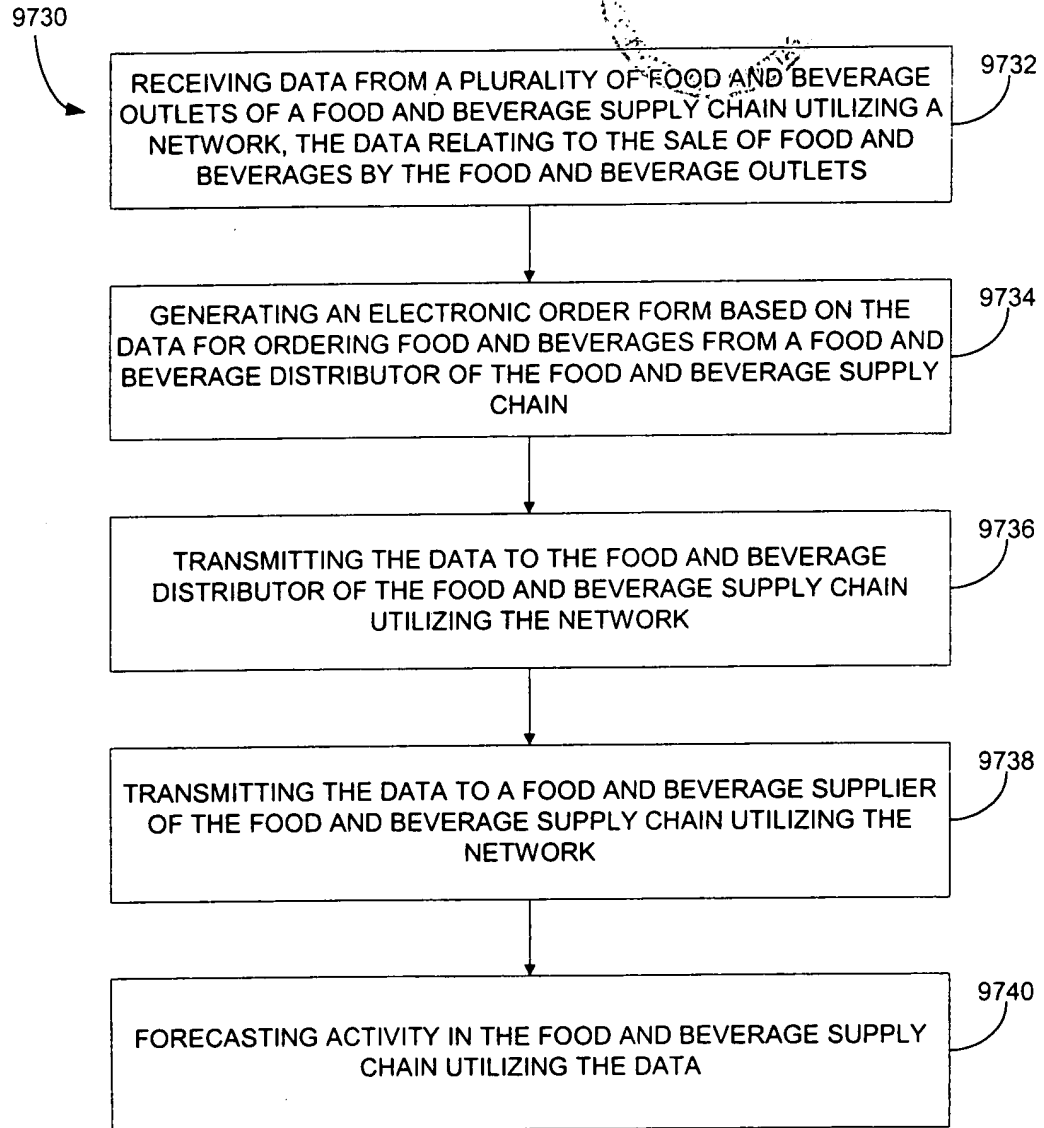 9730
RECEIVING DATA FROM A PLURALITY OF FOOD AND BEVERAGE
OUTLETS OF A FOOD AND BEVERAGE SUPPLY CHAIN UTILIZING A
NETWORK, THE DATA RELATING TO THE SALE OF FOOD AND
BEVERAGES BY THE FOOD AND BEVERAGE OUTLETS
9732
GENERATING AN ELECTRONIC ORDER FORM BASED ON THE
DATA FOR ORDERING FOOD AND BEVERAGES FROM A FOOD AND
BEVERAGE DISTRIBUTOR OF THE FOOD AND BEVERAGE SUPPLY
CHAIN
9734
TRANSMITTING THE DATA TO THE FOOD AND BEVERAGE
DISTRIBUTOR OF THE FOOD AND BEVERAGE SUPPLY CHAIN
UTILIZING THE NETWORK
9736
TRANSMITTING THE DATA TO A FOOD AND BEVERAGE SUPPLIER
OF THE FOOD AND BEVERAGE SUPPLY CHAIN UTILIZING THE
NETWORK
9738
FORECASTING ACTIVITY IN THE FOOD AND BEVERAGE SUPPLY
CHAIN UTILIZING THE DATA
9740